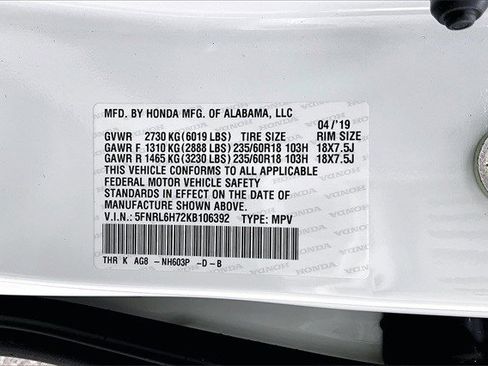 MFD. BY HONDA MFG. OF ALABAMA, LLC
04/'19
GVWR 2730 KG (6019 LBS) TIRE SIZE RIM SIZE
GAWR F 1310 KG (2888 LBS) 235/60R18 103H 18X7.5J
GAWR R 1465 KG (3230 LBS) 235/60R18 103H 18X7.5J
THIS VEHICLE CONFORMS TO ALL APPLICABLE
FEDERAL MOTOR VEHICLE SAFETY
STANDARDS IN EFFECT ON THE DATE OF
MANUFACTURE SHOWN ABOVE.
V.I.N.: 5FNRL6H72KB106392 TYPE: MPV
THR K AG8 - NH603P - D - B